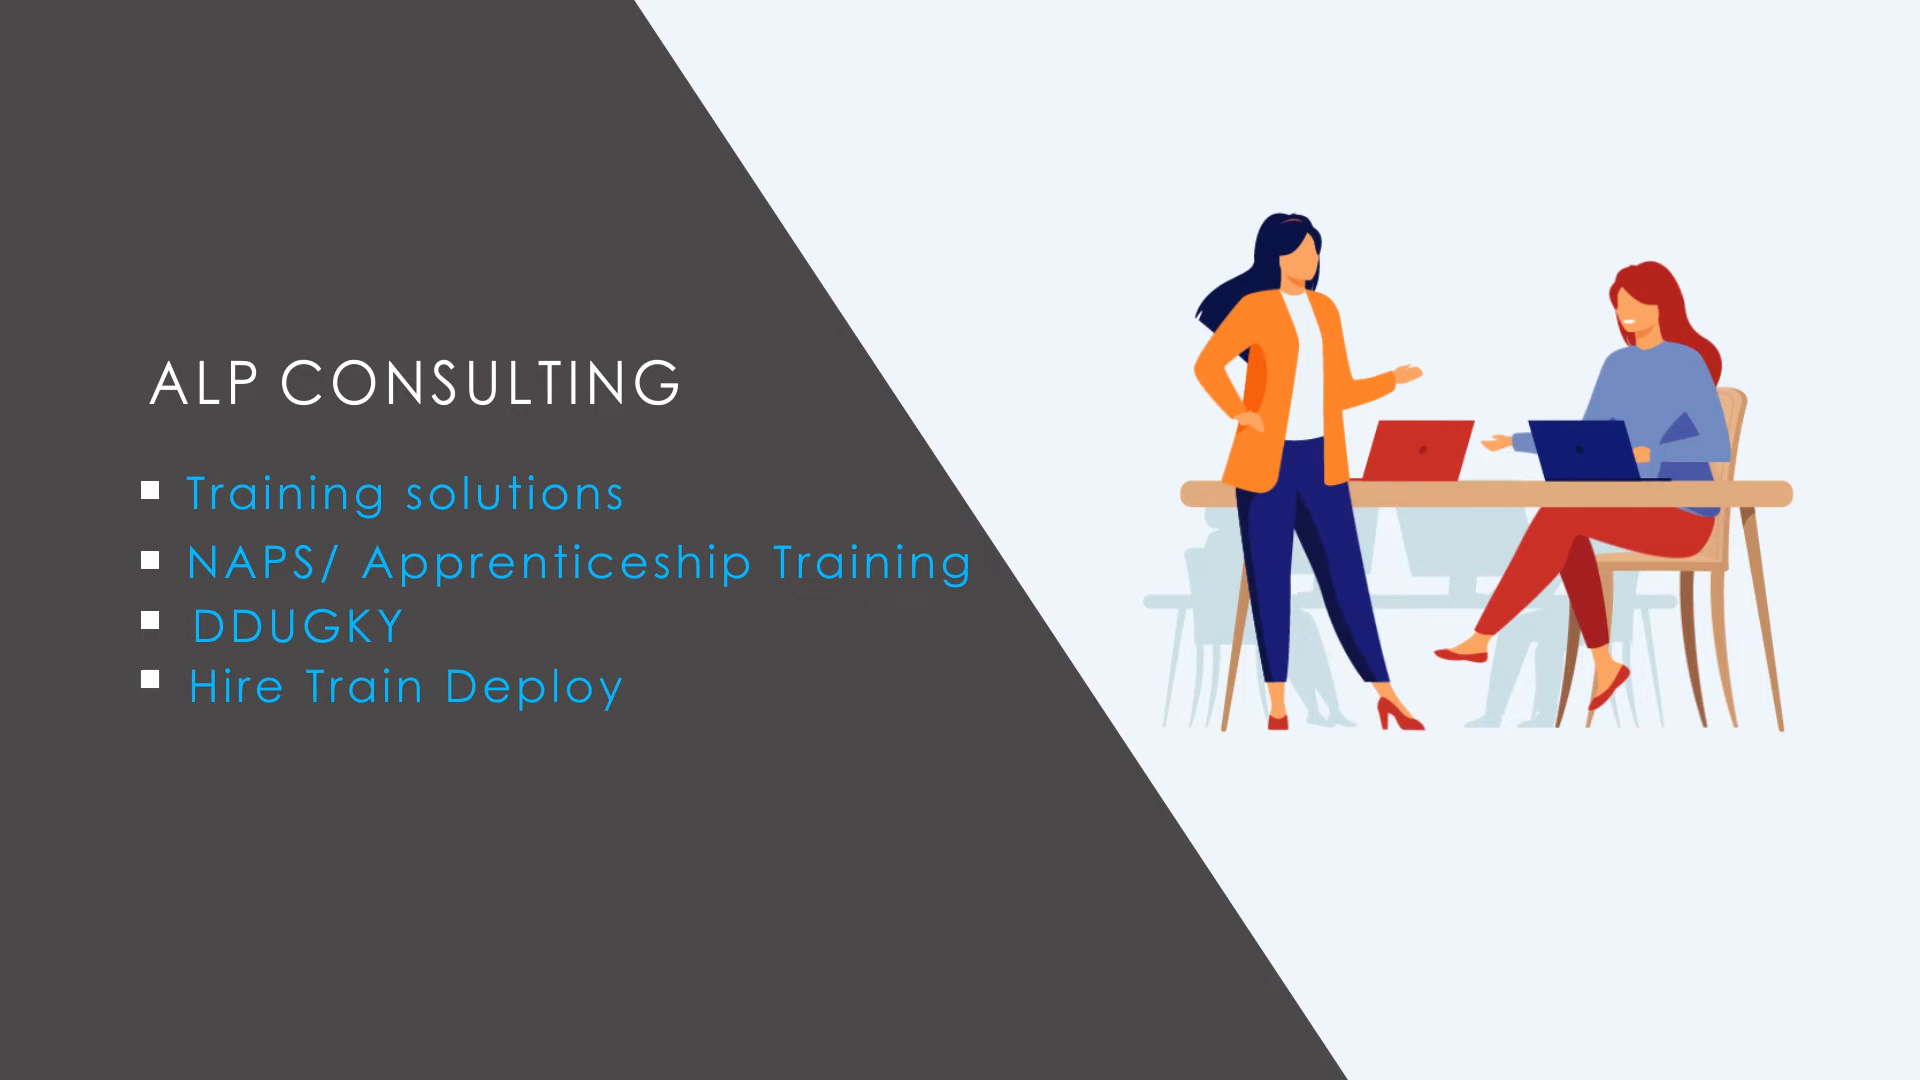 ALP CONSULTING
Training solutions
NAPS/ Apprenticeship Training
DDUGKY
Hire Train Deploy